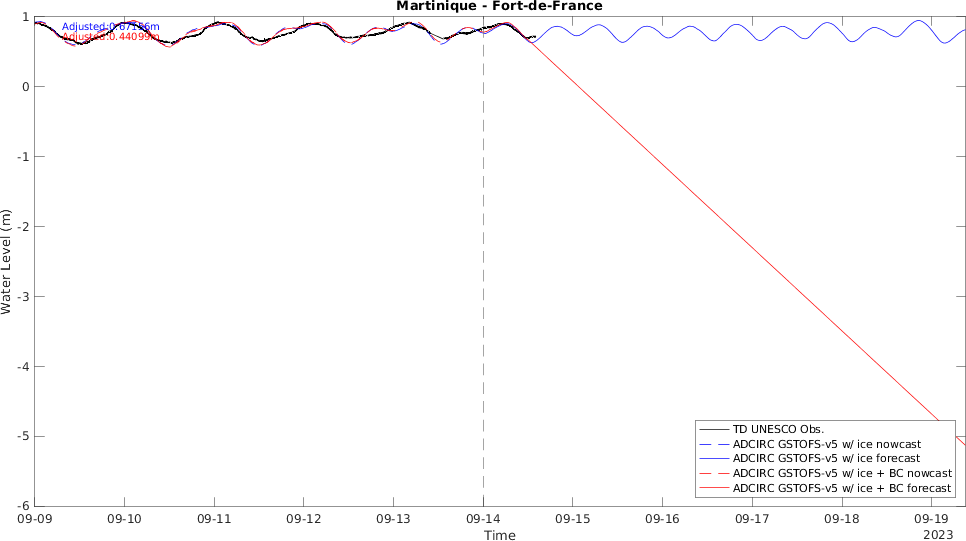 Martinique - Fort-de-France
1
Adjusted:
Adjusted:0.44099m
0
-1
-2
-3
-4
-5
-6
Water Level (m)
TD UNESCO Obs.
ADCIRC GSTOFS-v5 w/ ice nowcast
ADCIRC GSTOFS-v5 w/ ice forecast
ADCIRC GSTOFS-v5 w/ ice + BC nowcast
ADCIRC GSTOFS-v5 w/ ice + BC forecast
09-09 09-10 09-11 09-12 09-13 09-14 09-15 09-16 09-17 09-18 09-19
Time 2023